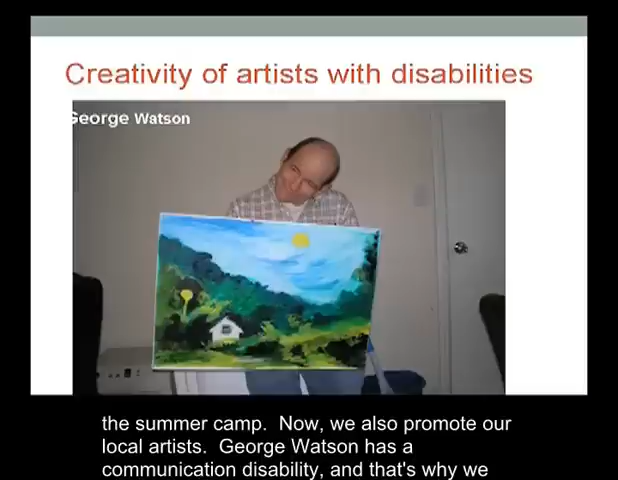 Creativity of artists with disabilities
George Watson
the summer camp.  Now, we also promote our
local artists.  George Watson has a
communication disability, and that's why we